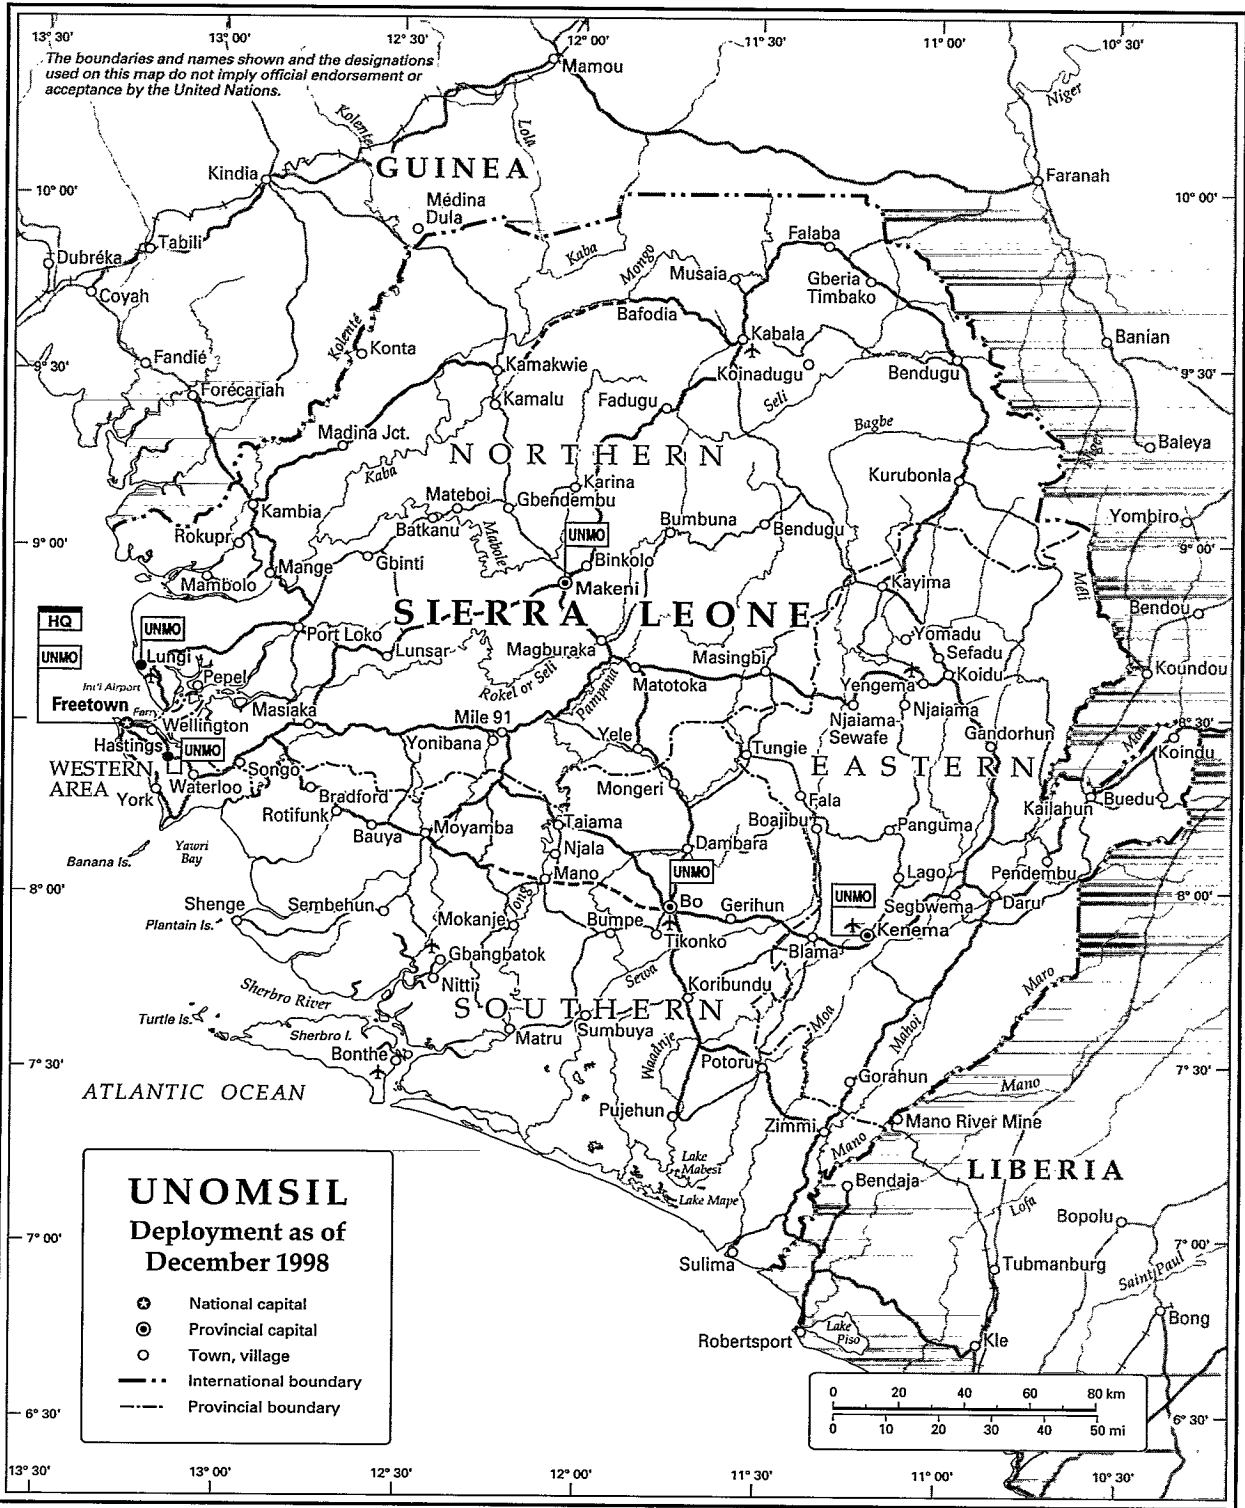 13° 30'
13° 00'
12° 30'
12° 00'
11° 30'
11° 00'
10° 30'
The boundaries and names shown and the designations
used on this map do not imply official endorsement or
acceptance by the United Nations.
Mamou
Niger
Kolente
Lola
GUINEA
Kindia
Faranah
10° 00'
10° 00'
Médina
Dula
Tabili
Dubréka
Coyah
Falaba
Kaba
Mongo
Musaia
Gberia
Timbako
Bafodia
Kabala
Banian
Kolenté
Konta
Fandié
9° 30'
9° 30'
Kamakwie
Koinadugu
Bendugu
Forécariah
Kamalu
Fadugu
Seli
Madina Jct.
Bagbe
Niger
Baleya
NORTHERN
Kaba
Karina
Kurubonla
Mateboi
Gbendembu
Kambia
Batkanu
Bumbuna
Bendugu
Yombiro
Rokupr
Mabole
UNMO
9° 00'
9° 00'
Mange
Gbinti
Binkolo
Mambolo
Makeni
Kayima
Meli
Bendou
SIERRA LEONE
HQ
UNMO
UNMO
Port Loko
Lungi
Lunsar
Magburaka
Masingbi
Yomadu
Sefadu
Koidu
Koundou
Pepel
Rokel or Seli
Matotoka
Yengema
Int'l Airport
Freetown
Ferry
Masiaka
Pampana
Wellington
Mile 91
Njaiama-
Sewafe
Njaiama
8° 30'
Hastings
UNMO
Yonibana
Yele
Tungie
Gandorhun
Moa
Koindu
WESTERN
AREA
Waterloo
Songo
EASTERN
York
Bradford
Mongeri
Fala
Kailahun
Buedu
Rotifunk
Bauya
Moyamba
Taiama
Boajibu
Panguma
Yawri
Bay
Banana Is.
Njala
Dambara
UNMO
Mano
Lago
Pendembu
8° 00'
8° 00'
UNMO
Shenge
Sembehun
Jong
Bo
Gerihun
Segbwema
Daru
Plantain Is.
Mokanje
Bumpe
Tikonko
Kenema
Blama
Gbangbatok
Nitti
Sewa
Koribundu
Maro
Sherbro River
SOUTHERN
Turtle Is.
Sherbro I.
Matru
Sumbuya
Moa
Mahoi
Bonthe
Waanje
Potoru
7° 30'
7° 30'
Gorahun
ATLANTIC OCEAN
Mano
Pujehun
Zimmi
Mano River Mine
Mano
Lake
Mabesi
LIBERIA
Lake Mape
Bendaja
Lofa
Bopolu
7° 00'
7° 00'
Sulima
Tubmanburg
Saint Paul
Robertsport
Lake
Piso
Kle
Bong
UNOMSIL
Deployment as of
December 1998
National capital
Provincial capital
Town, village
International boundary
Provincial boundary
0 20 40 60 80 km
0 10 20 30 40 50 mi
6° 30'
6° 30'
13° 30'
13° 00'
12° 30'
12° 00'
11° 30'
11° 00'
10° 30'